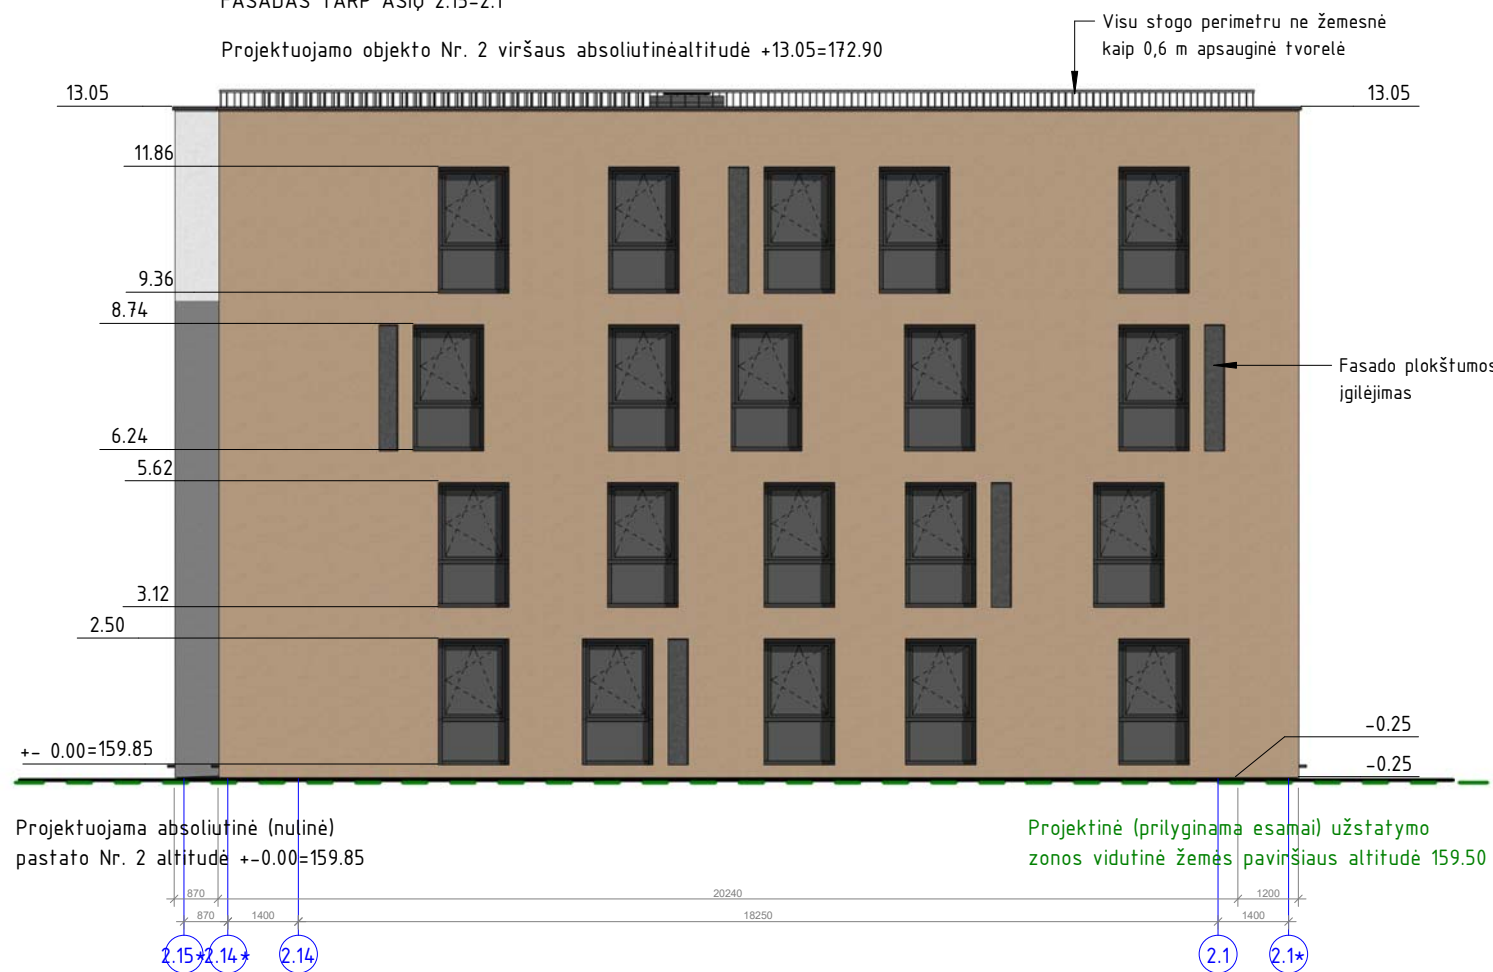 FASADAS TARP AŠIŲ 2.15-2.1
Projektuojamo objekto Nr. 2 viršaus absoliutinėaltitudė +13.05=172.90
Visu stogo perimetru ne žemesnė
kaip 0,6 m apsauginė tvorelė
13.05
13.05
11.86
9.36
8.74
Fasado plokštumos
įgilėjimas
6.24
5.62
3.12
2.50
-0.25
+- 0.00=159.85
-0.25
Projektuojama absoliutinė (nulinė)
pastato Nr. 2 altitudė +-0.00=159.85
Projektinė (prilyginama esamai) užstatymo
zonos vidutinė žemės paviršiaus altitudė 159.50
870 20240 1200
870 1400 18250 1400
2.15* 2.14* 2.14 2.1 2.1*